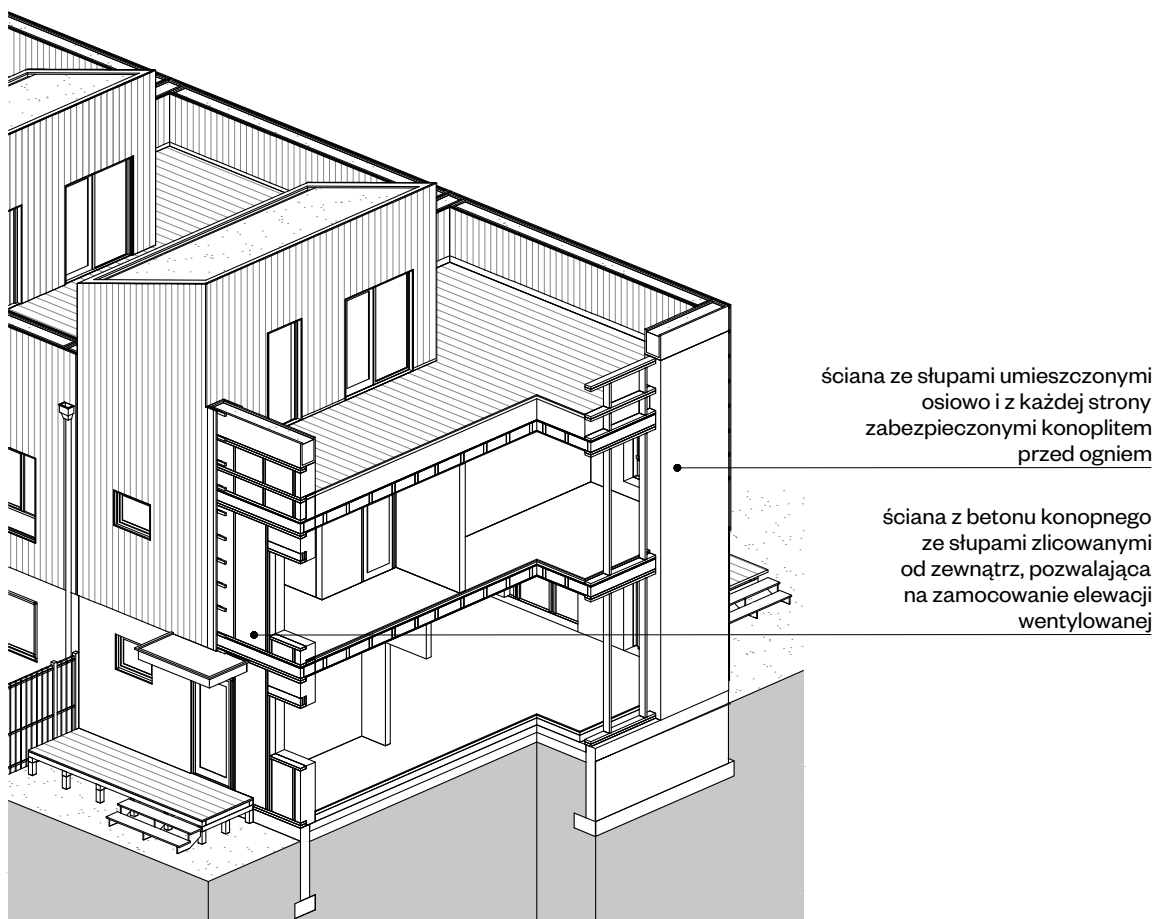 ściana ze słupami umieszczonymi
osiowo i z każdej strony
zabezpieczonymi konoplitem
przed ogniem
ściana z betonu konopnego
ze słupami zlicowanymi
od zewnątrz, pozwalająca
na zamocowanie elewacji
wentylowanej